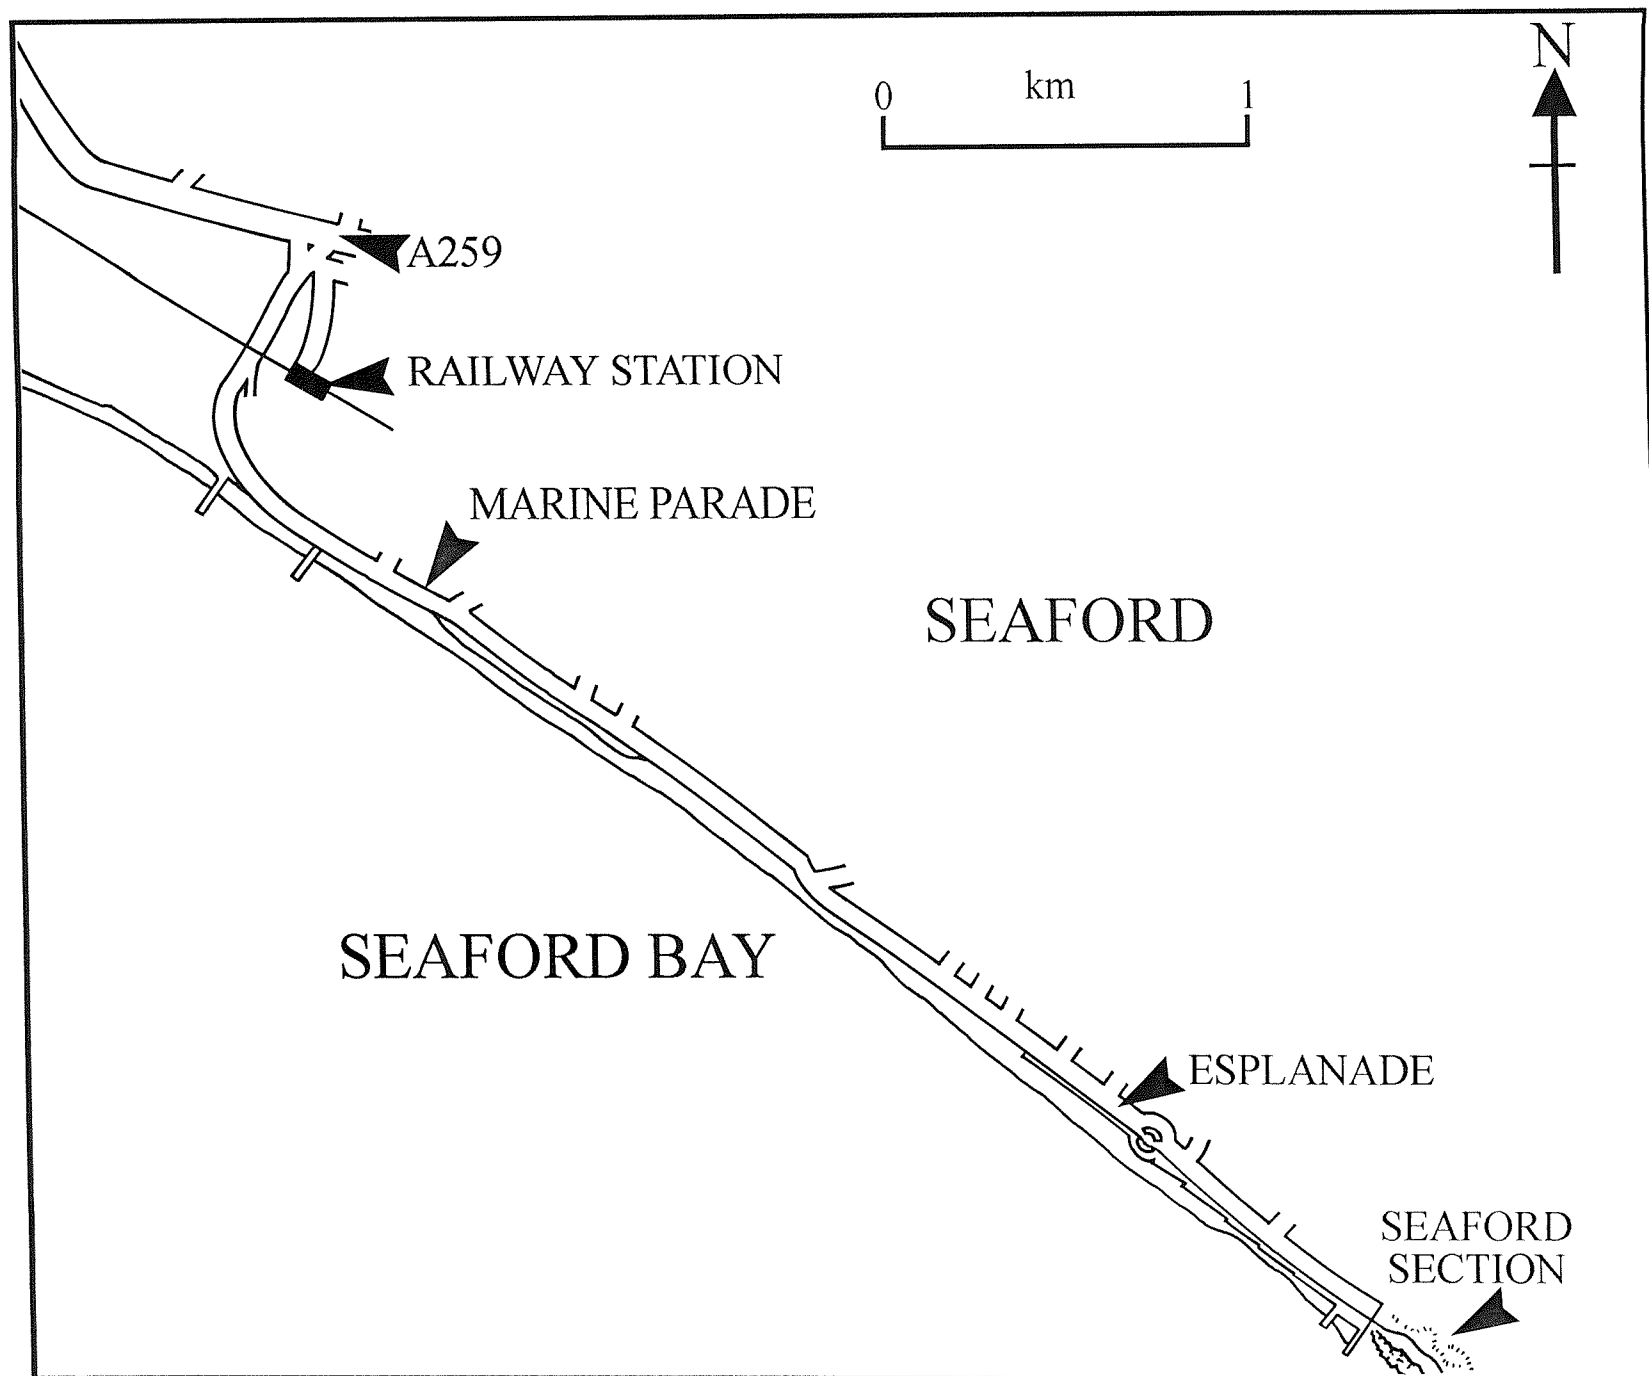 N
km
0 1
A259
RAILWAY STATION
MARINE PARADE
SEAFORD
SEAFORD BAY
ESPLANADE
SEAFORD
SECTION